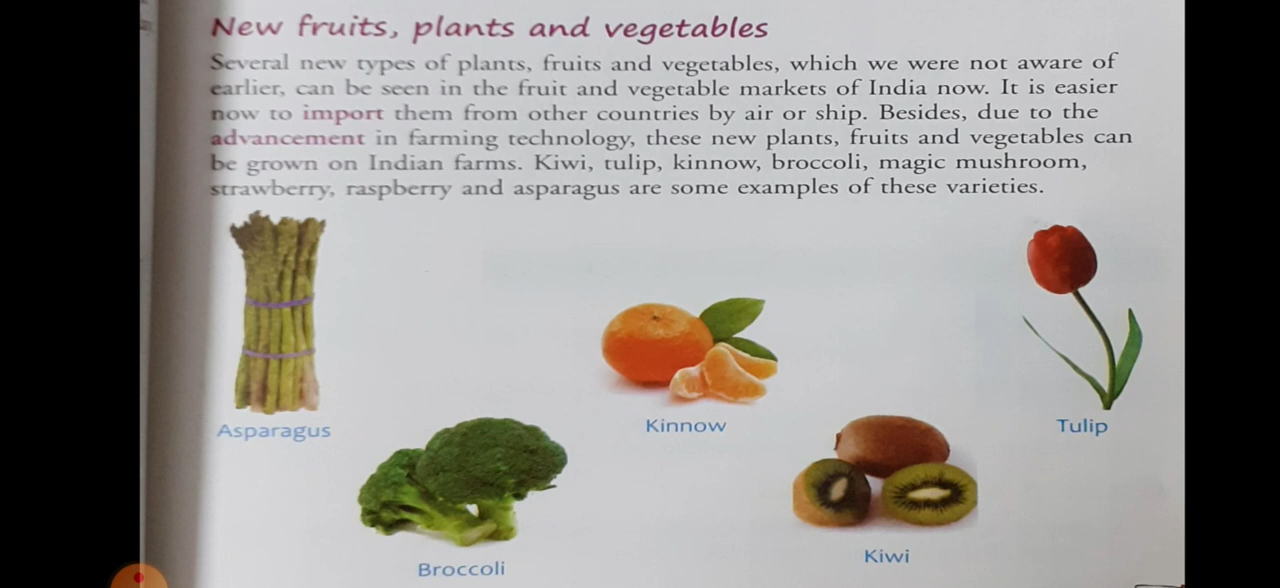 New fruits, plants and vegetables
Several new types of plants, fruits and vegetables, which we were not aware of
earlier, can be seen in the fruit and vegetable markets of India now. It is easier
now to import them from other countries by air or ship. Besides, due to the
advancement in farming technology, these new plants, fruits and vegetables can
be grown on Indian farms. Kiwi, tulip, kinnow, broccoli, magic mushroom,
strawberry, raspberry and asparagus are some examples of these varieties.
Asparagus
Kinnow
Tulip
Broccoli
Kiwi